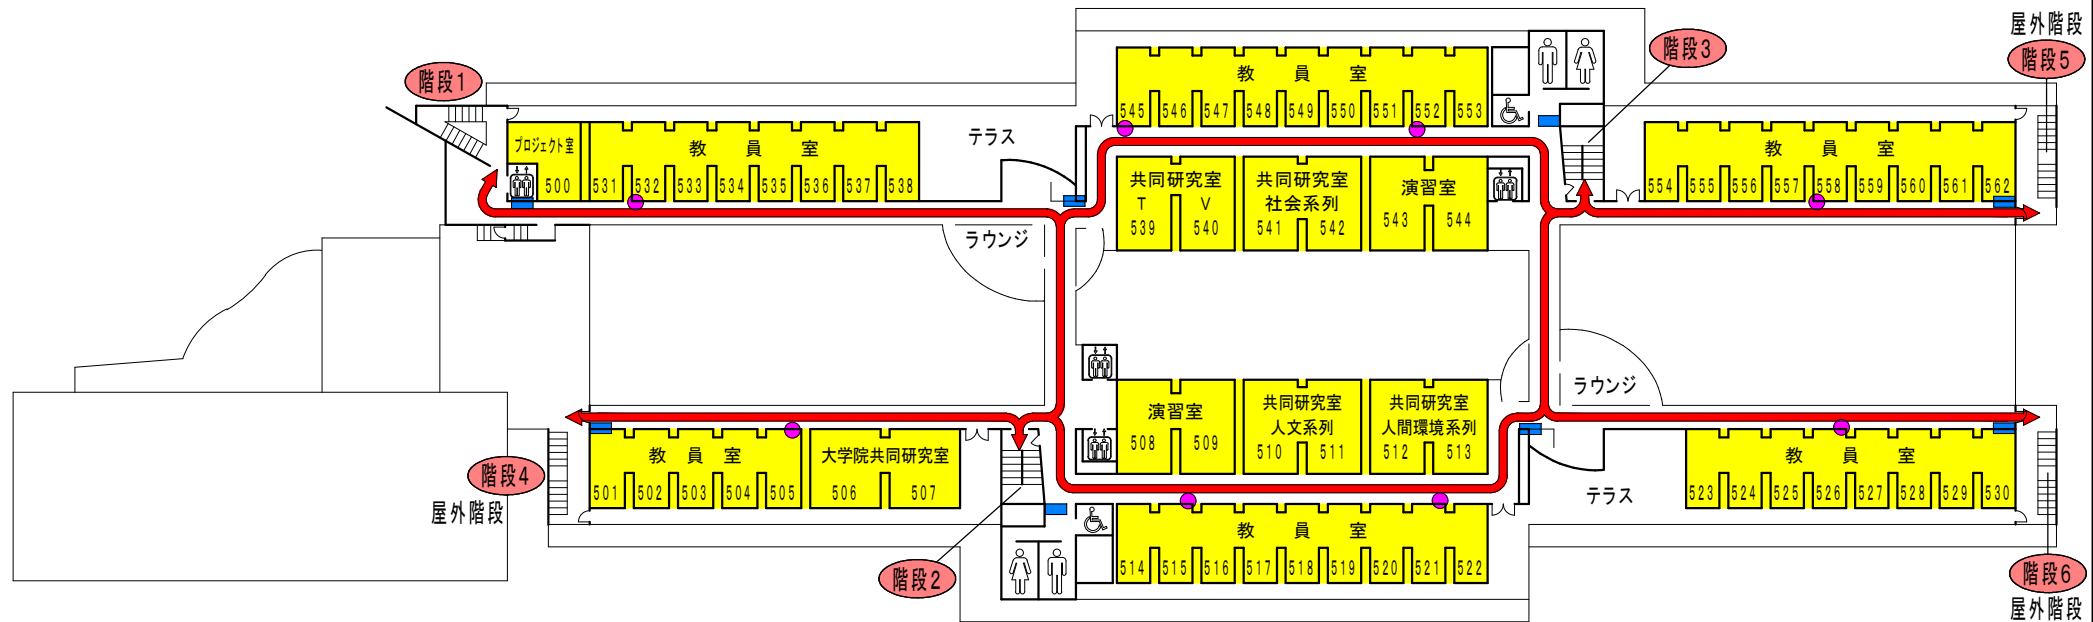 屋外階段
階段5
階段3
階段1
教 員 室
545 546 547 548 549 550 551 552 553
テラス
プロジェクト室
500
教 員 室
531 532 533 534 535 536 537 538
教 員 室
554 555 556 557 558 559 560 561 562
共同研究室
T V
539 540
共同研究室
社会系列
541 542
演習室
543 544
ラウンジ
ラウンジ
演習室
508 509
共同研究室
人文系列
510 511
共同研究室
人間環境系列
512 513
階段4
屋外階段
教 員 室
501 502 503 504 505
大学院共同研究室
506 507
テラス
教 員 室
523 524 525 526 527 528 529 530
教 員 室
514 515 516 517 518 519 520 521 522
階段2
階段6
屋外階段